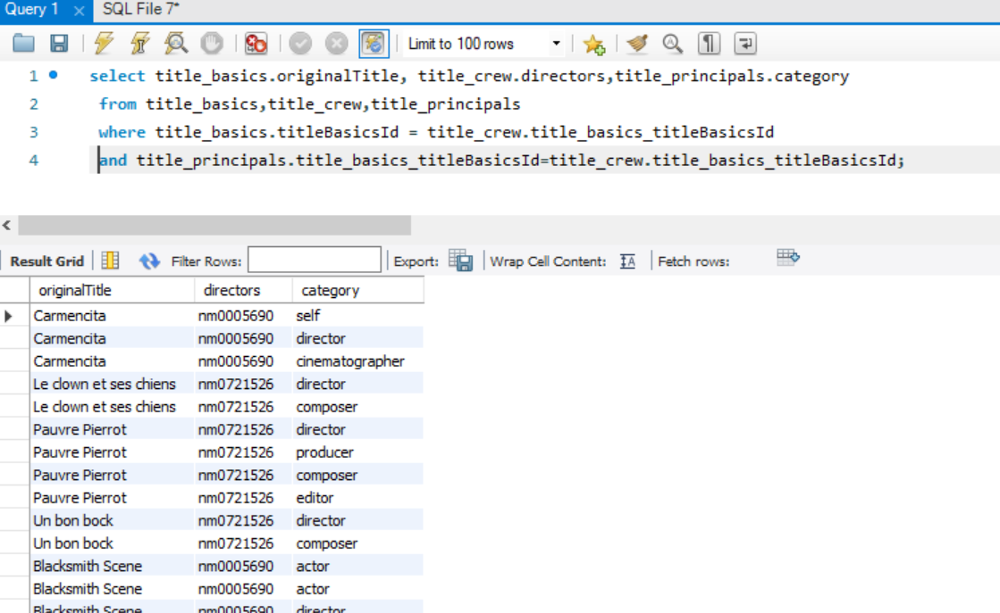 Query 1 × SQL File 7*
Limit to 100 rows
1 select title_basics.originalTitle, title_crew.directors,title_principals.category
2 from title_basics,title_crew,title_principals
3 where title_basics.titleBasicsId = title_crew.title_basics_titleBasicsId
4 and title_principals.title_basics_titleBasicsId=title_crew.title_basics_titleBasicsId;
Result Grid Filter Rows: Export: Wrap Cell Content: Fetch rows:
originalTitle directors category
Carmencita nm0005690 self
Carmencita nm0005690 director
Carmencita nm0005690 cinematographer
Le clown et ses chiens nm0721526 director
Le clown et ses chiens nm0721526 composer
Pauvre Pierrot nm0721526 director
Pauvre Pierrot nm0721526 producer
Pauvre Pierrot nm0721526 composer
Pauvre Pierrot nm0721526 editor
Un bon bock nm0721526 director
Un bon bock nm0721526 composer
Blacksmith Scene nm0005690 actor
Blacksmith Scene nm0005690 actor
Blacksmith Scene nm0005690 director